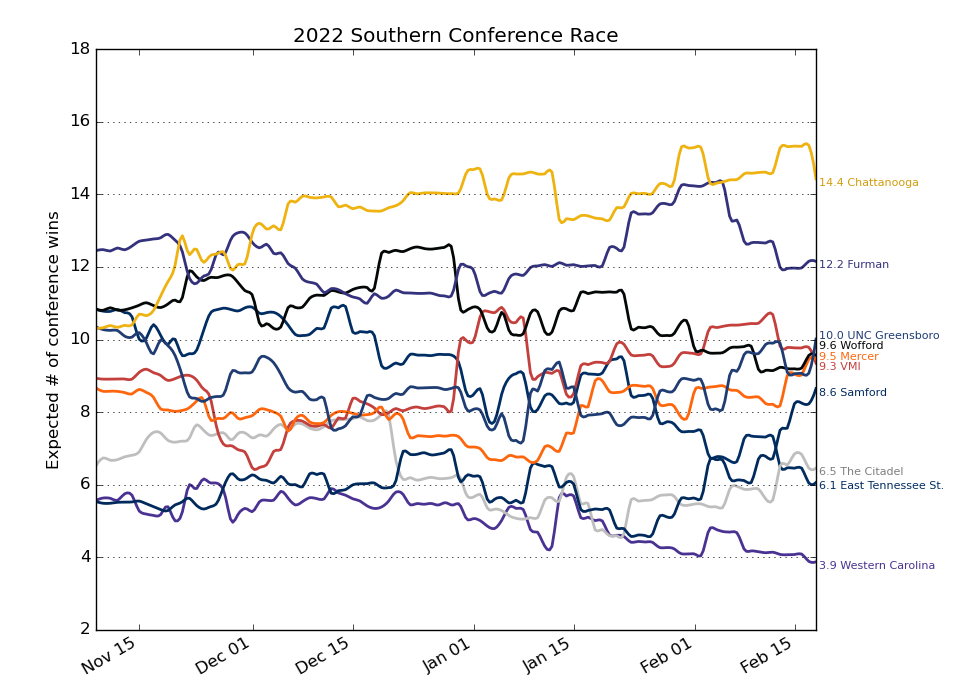 2022 Southern Conference Race
Expected # of conference wins
18
16
14
12
10
8
6
4
2
14.4 Chattanooga
12.2 Furman
10.0 UNC Greensboro
9.6 Wofford
9.5 Mercer
9.3 VMI
8.6 Samford
6.5 The Citadel
6.1 East Tennessee St.
3.9 Western Carolina
Nov 15
Dec 01
Dec 15
Jan 01
Jan 15
Feb 01
Feb 15